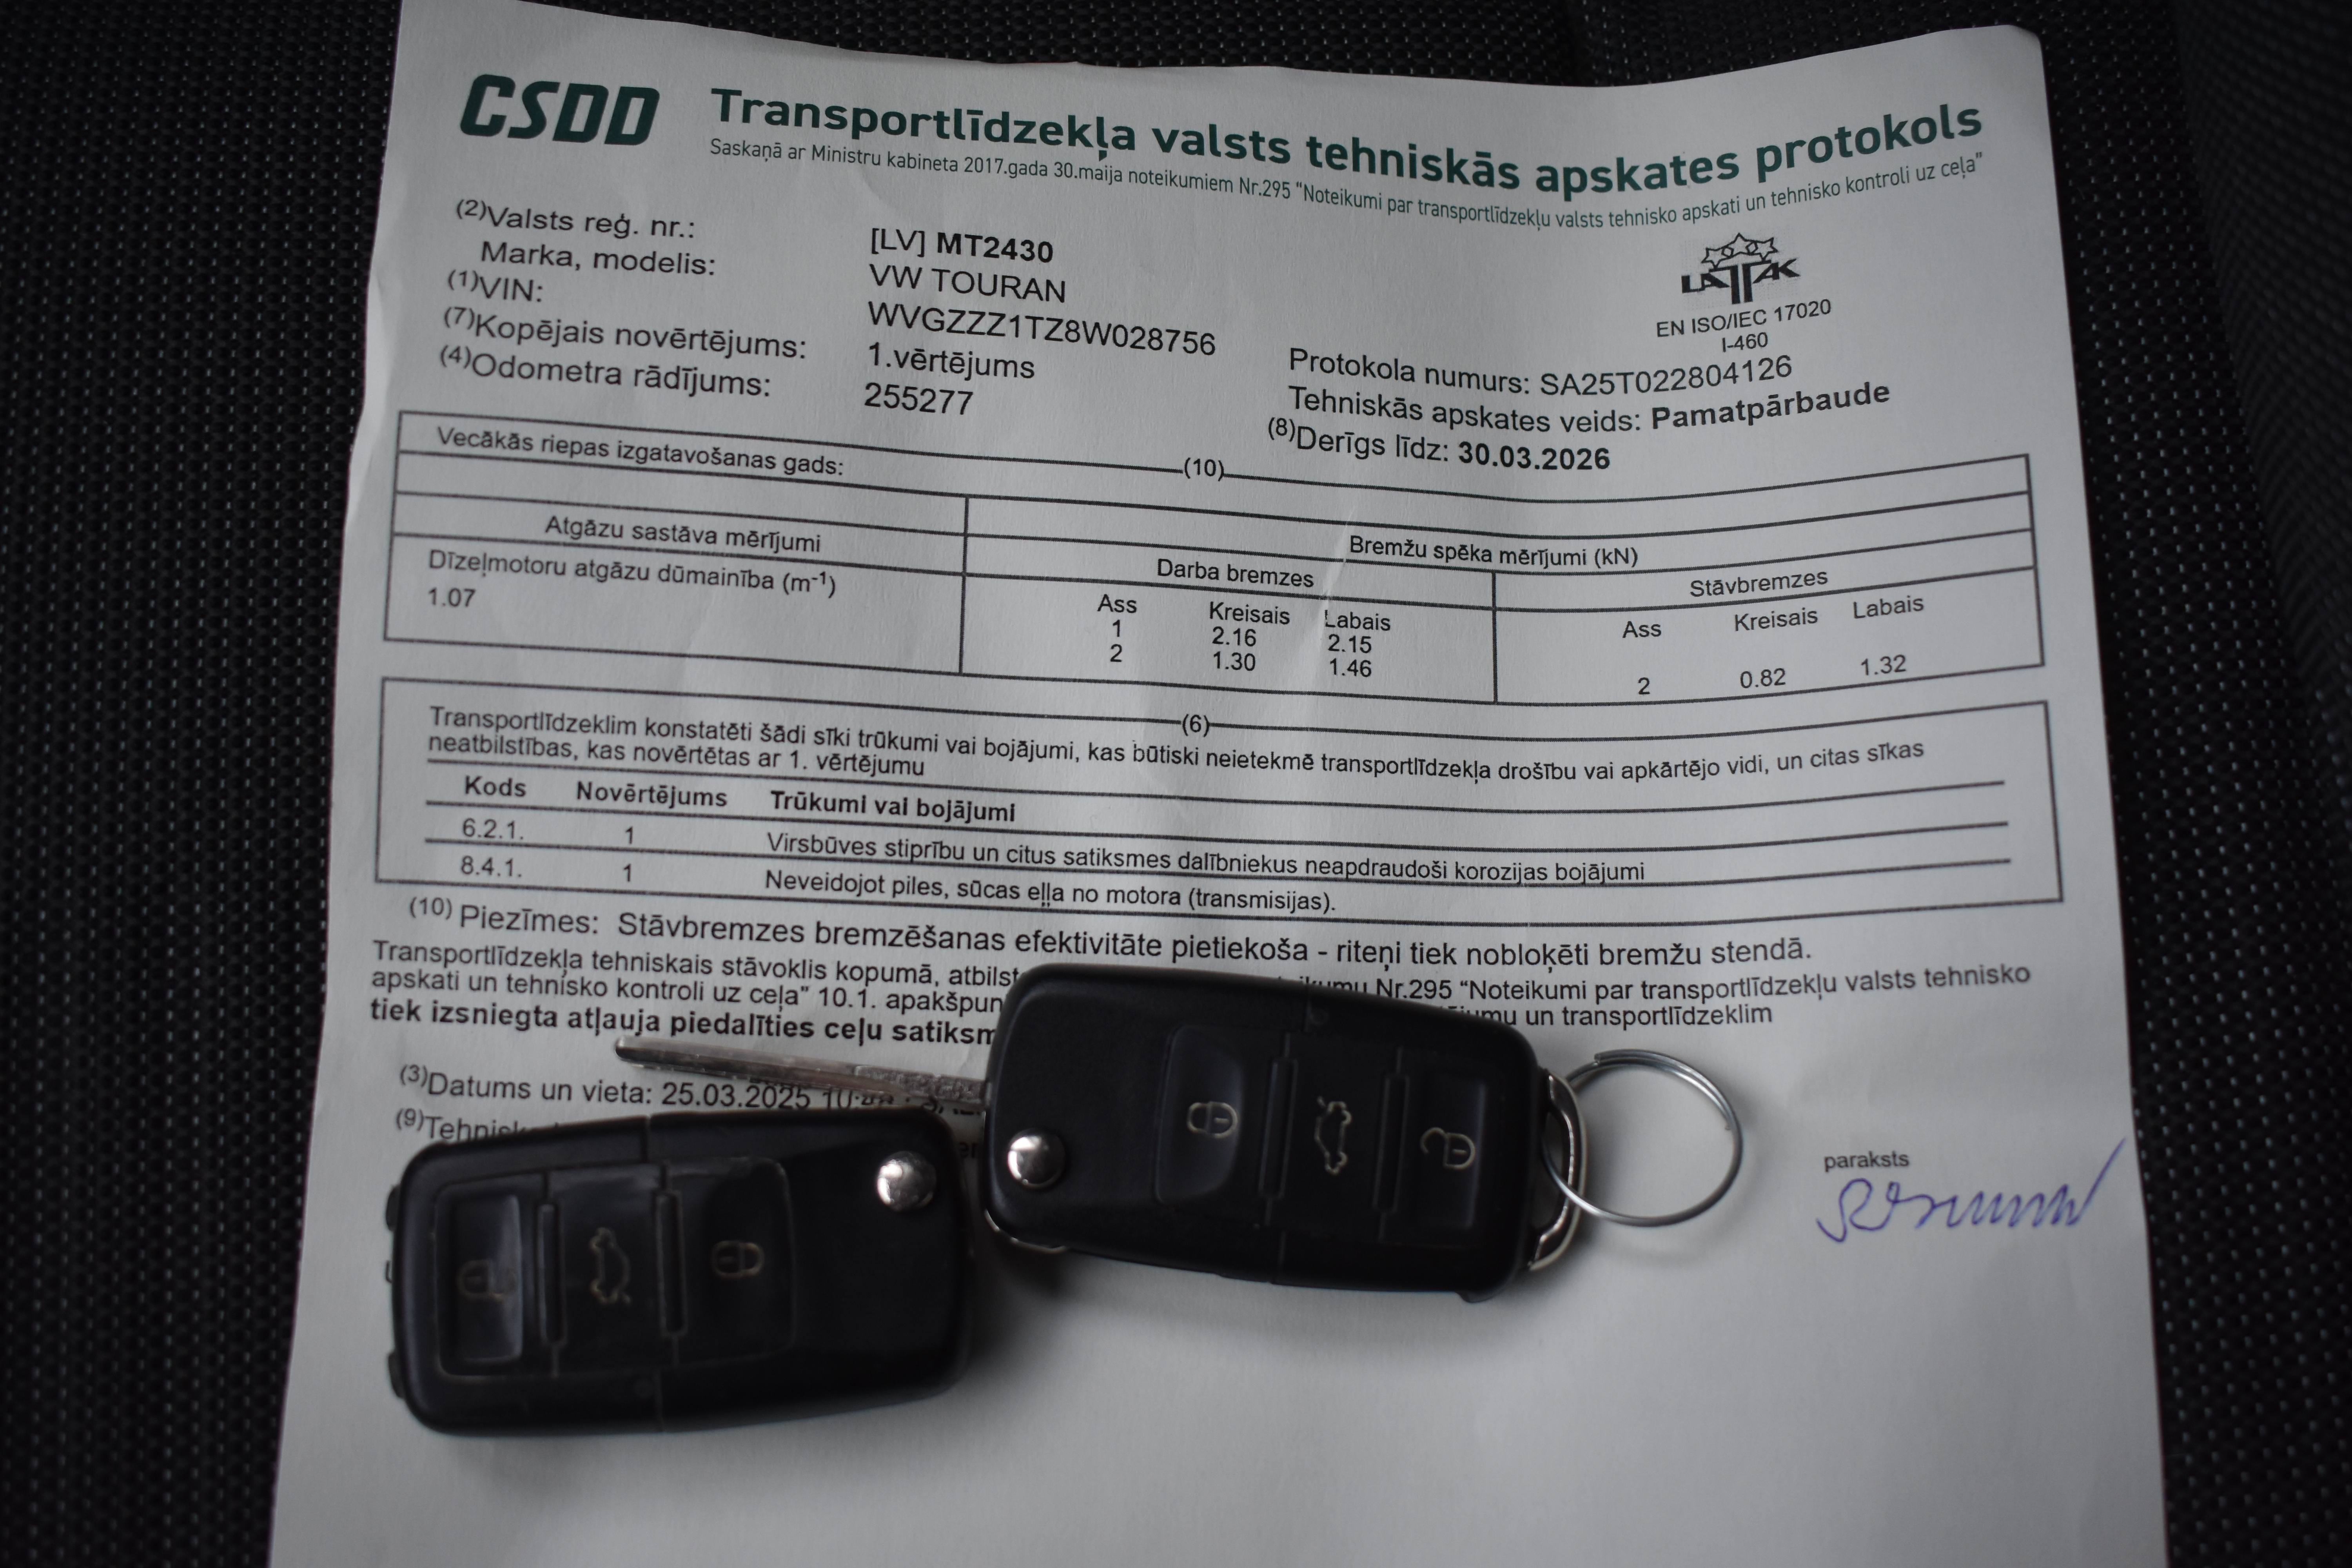 CSDD
Transportlīdzekļa valsts tehniskās apskates protokols
Saskaņā ar Ministru kabineta 2017.gada 30.maija noteikumiem Nr.295 "Noteikumi par transportlīdzekļu valsts tehnisko apskati un tehnisko kontroli uz ceļa"
(2)Valsts reģ. nr.: [LV] MT2430
Marka, modelis: VW TOURAN
(1)VIN: WVGZZZ1TZ8W028756
(7)Kopējais novērtējums: 1.vērtējums
(4)Odometra rādījums: 255277
LATAK
EN ISO/IEC 17020
I-460
Protokola numurs: SA25T022804126
Tehniskās apskates veids: Pamatpārbaude
(8)Derīgs līdz: 30.03.2026
(10)
Vecākās riepas izgatavošanas gads:
Atgāzu sastāva mērījumi
Bremžu spēka mērījumi (kN)
Dīzeļmotoru atgāzu dūmainība (m-1)
1.07
Darba bremzes
Ass Kreisais Labais
1 2.16 2.15
2 1.30 1.46
Stāvbremzes
Ass Kreisais Labais
2 0.82 1.32
(6)
Transportlīdzeklim konstatēti šādi sīki trūkumi vai bojājumi, kas būtiski neietekmē transportlīdzekļa drošību vai apkārtējo vidi, un citas sīkas
neatbilstības, kas novērtētas ar 1. vērtējumu
Kods Novērtējums Trūkumi vai bojājumi
6.2.1. 1 Virsbūves stiprību un citus satiksmes dalībniekus neapdraudoši korozijas bojājumi
8.4.1. 1 Neveidojot piles, sūcas eļļa no motora (transmisijas).
(10) Piezīmes: Stāvbremzes bremzēšanas efektivitāte pietiekoša - riteņi tiek nobloķēti bremžu stendā.
Transportlīdzekļa tehniskais stāvoklis kopumā, Nr.295 "Noteikumi par transportlīdzekļu valsts tehnisko
apskati un tehnisko kontroli uz ceļa" 10.1. un transportlīdzeklim
tiek izsniegta atļauja piedalīties ceļu
(3)Datums un vieta: 25.03.2025
(9)
paraksts